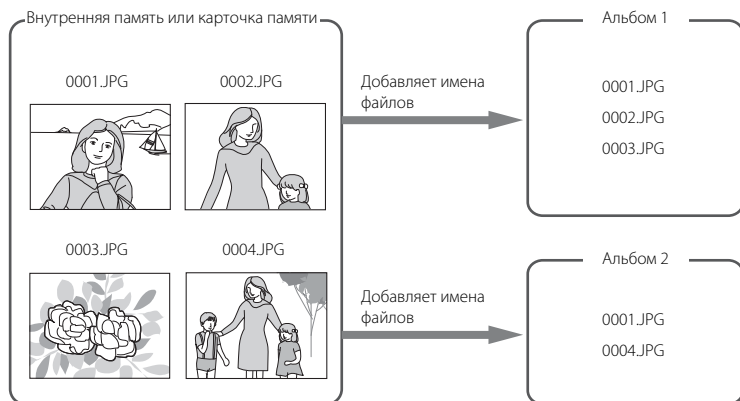 Внутренняя память или карточка памяти
0001.JPG
0002.JPG
0003.JPG
0004.JPG
Добавляет имена
файлов
Альбом 1
0001.JPG
0002.JPG
0003.JPG
Добавляет имена
файлов
Альбом 2
0001.JPG
0004.JPG